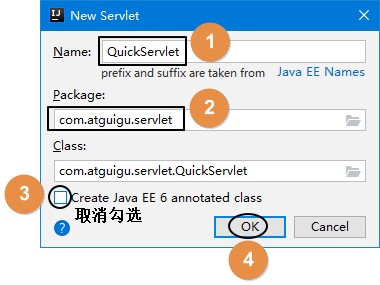 New Servlet
1
Name: QuickServlet
prefix and suffix are taken from Java EE Names
Package:
2
com.atguigu.servlet
Class:
com.atguigu.servlet.QuickServlet
3
Create Java EE 6 annotated class
取消勾选
? OK Cancel
4